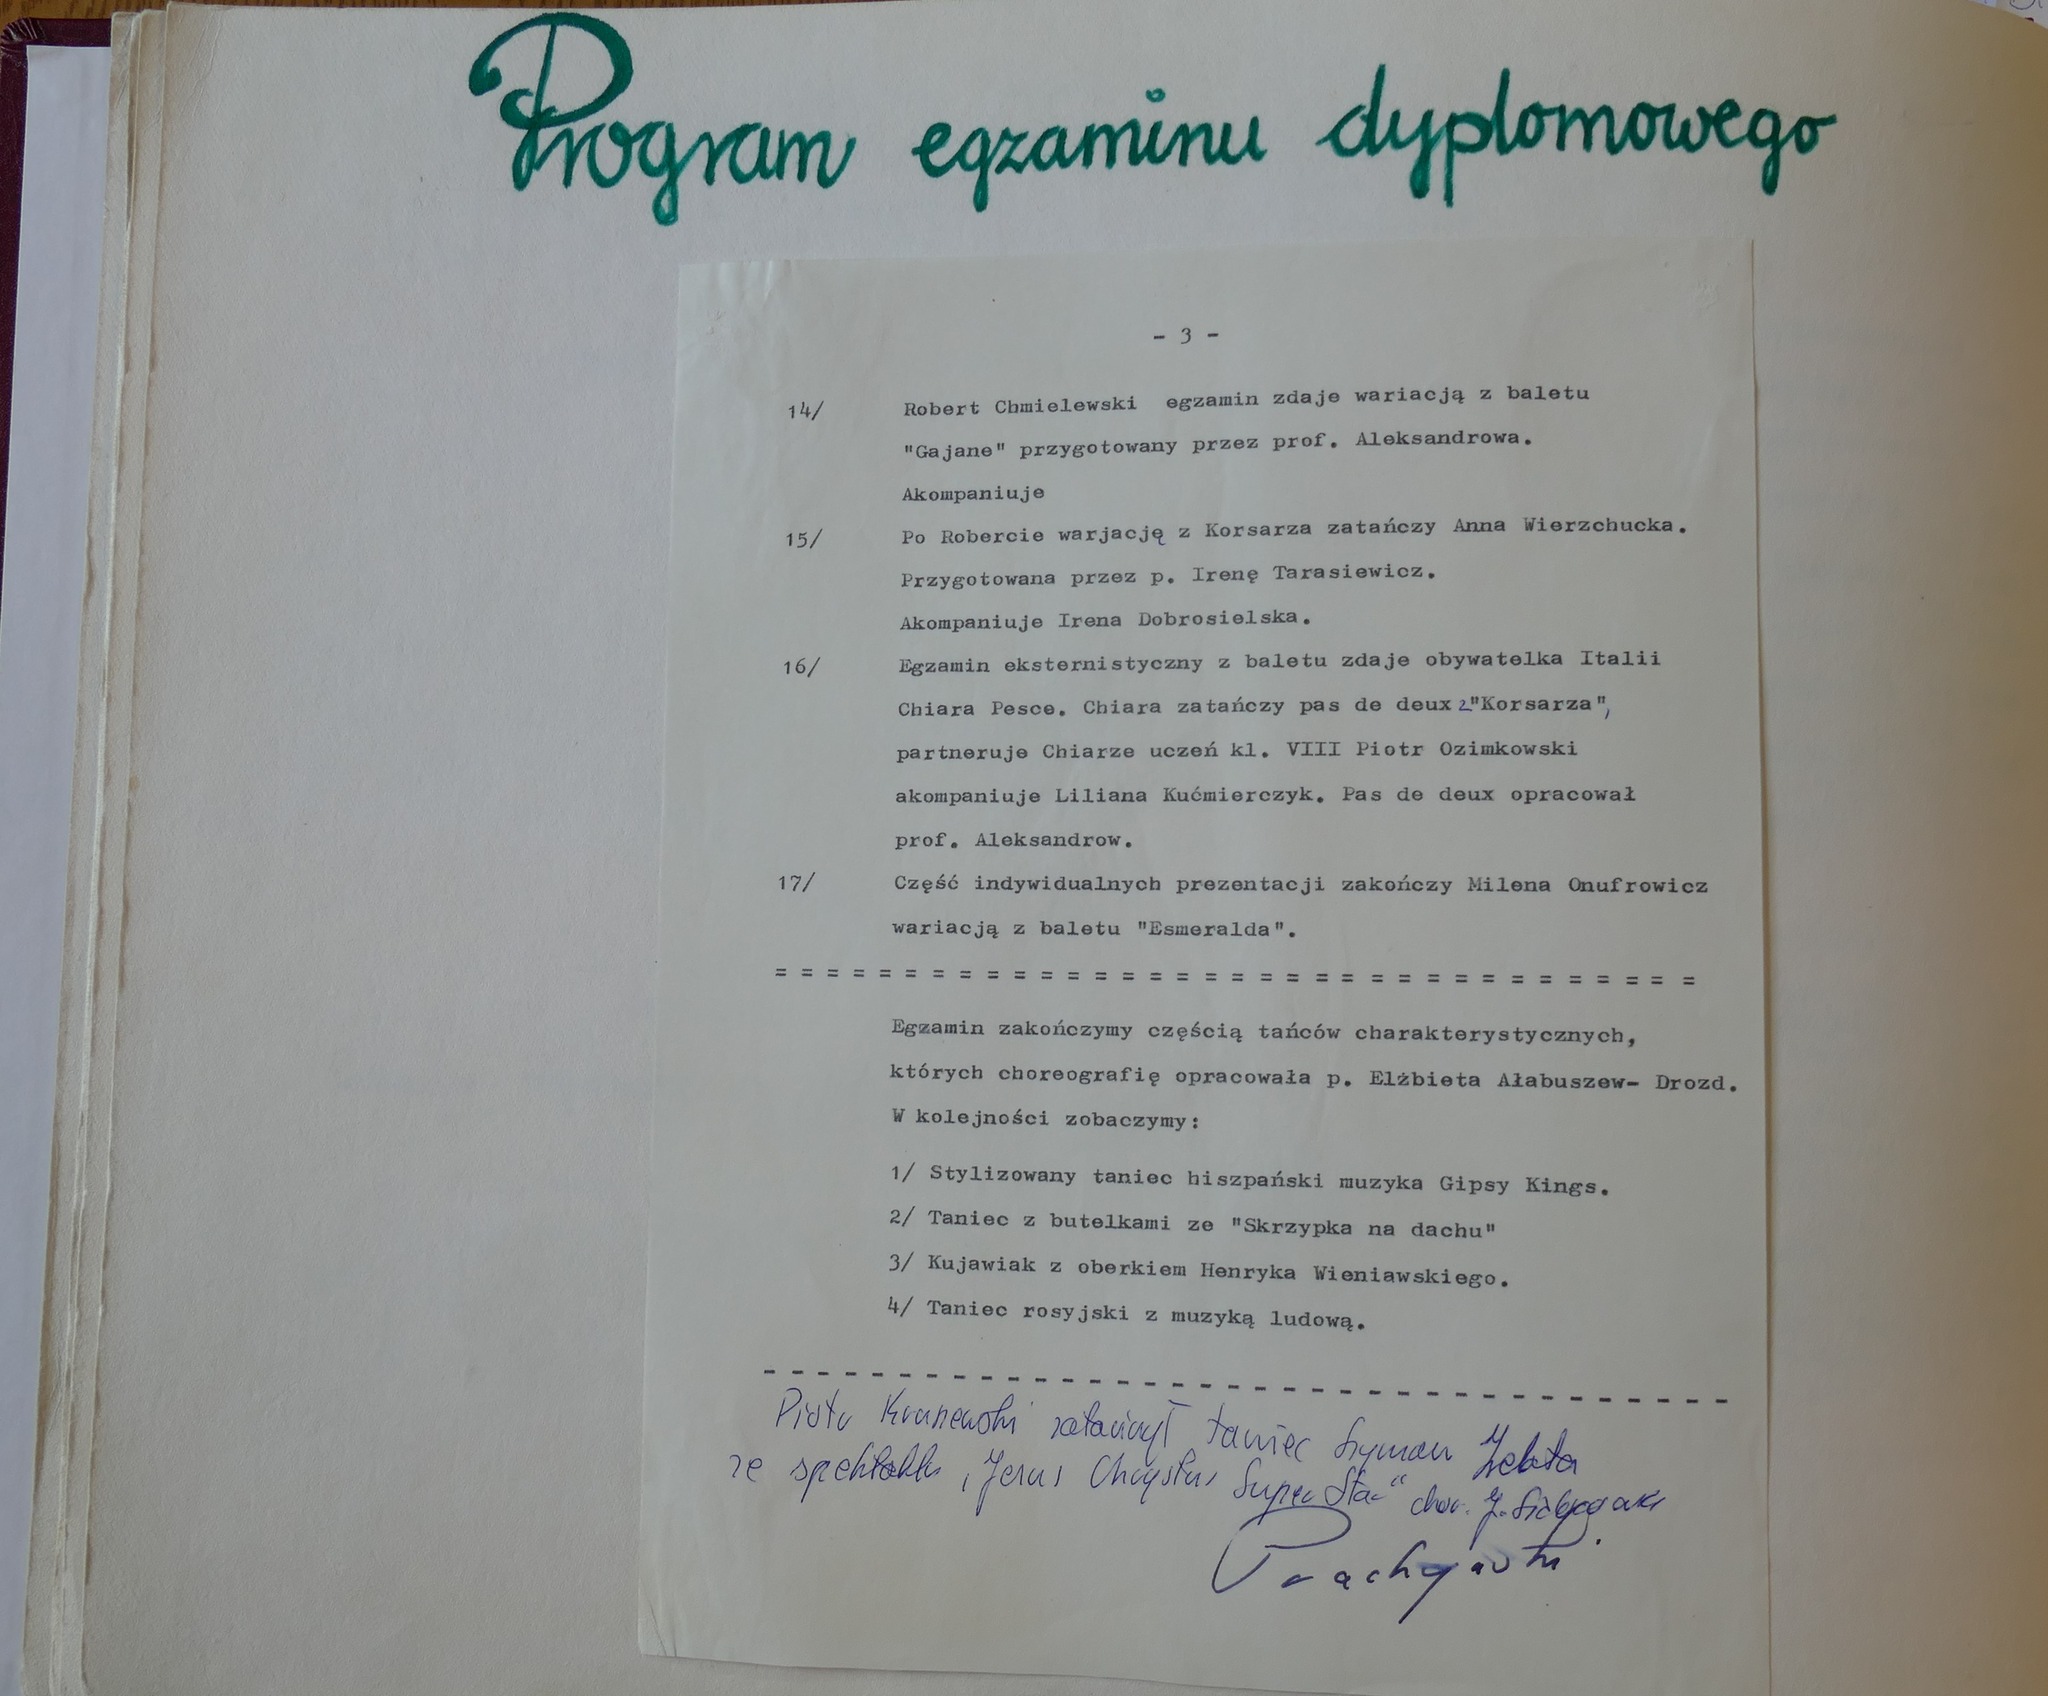 Program egzaminu dyplomowego
- 3 -
14/ Robert Chmielewski egzamin zdaje wariacją z baletu
"Gajane" przygotowany przez prof. Aleksandrowa.
Akompaniuje
15/ Po Robercie warjację z Korsarza zatańczy Anna Wierzchucka.
Przygotowana przez p. Irenę Tarasiewicz.
Akompaniuje Irena Dobrosielska.
16/ Egzamin eksternistyczny z baletu zdaje obywatelka Italii
Chiara Pesce. Chiara zatańczy pas de deux z "Korsarza",
partneruje Chiarze uczeń kl. VIII Piotr Ozimkowski
akompaniuje Liliana Kućmierczyk. Pas de deux opracował
prof. Aleksandrow.
17/ Część indywidualnych prezentacji zakończy Milena Onufrowicz
wariacją z baletu "Esmeralda".
= = = = = = = = = = = = = = = = = = = = = = = = = = = = = = = = = =
Egzamin zakończymy częścią tańców charakterystycznych,
których choreografię opracowała p. Elżbieta Ałabuszew- Drozd.
W kolejności zobaczymy:
1/ Stylizowany taniec hiszpański muzyka Gipsy Kings.
2/ Taniec z butelkami ze "Skrzypka na dachu"
3/ Kujawiak z oberkiem Henryka Wieniawskiego.
4/ Taniec rosyjski z muzyką ludową.
- - - - - - - - - - - - - - - - - - - - - - - - - - - - - - - - - - - -
Piotr zatańczył taniec Szymon Zelota
ze spektaklu "Jesus Chrystus Super Star" chor. J.